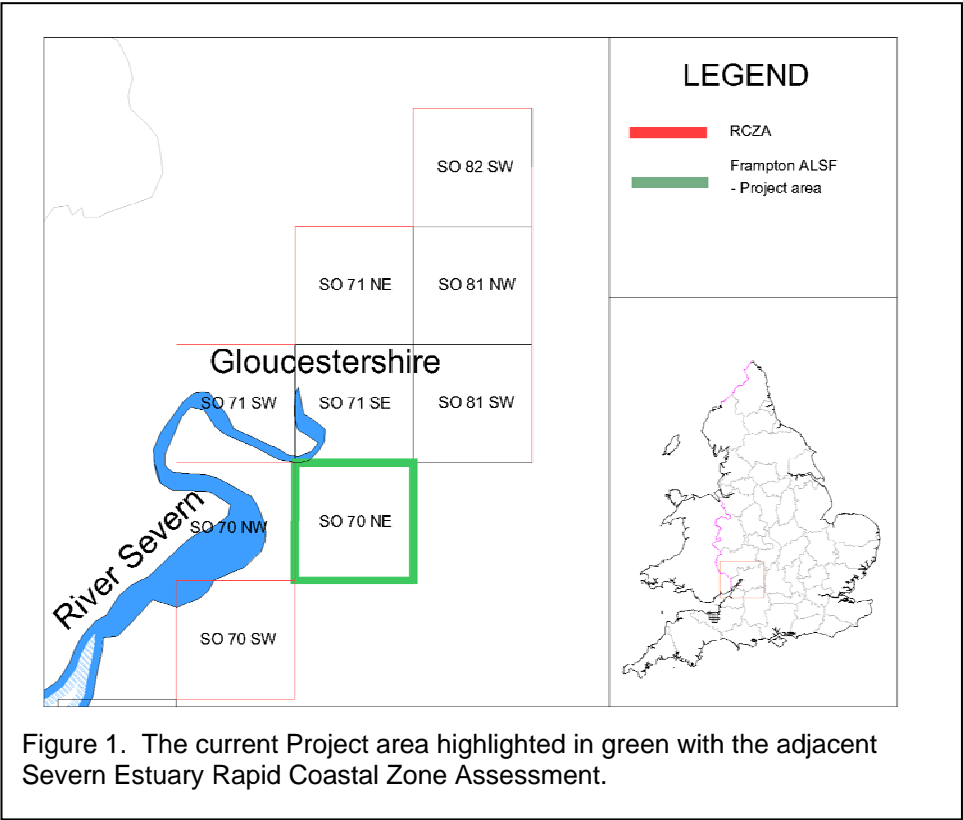 LEGEND
RCZA
Frampton ALSF
- Project area
SO 82 SW
SO 71 NE
SO 81 NW
Gloucestershire
SO 71 SW
SO 71 SE
SO 81 SW
River Severn
SO 70 NW
SO 70 NE
SO 70 SW
Figure 1.  The current Project area highlighted in green with the adjacent
Severn Estuary Rapid Coastal Zone Assessment.